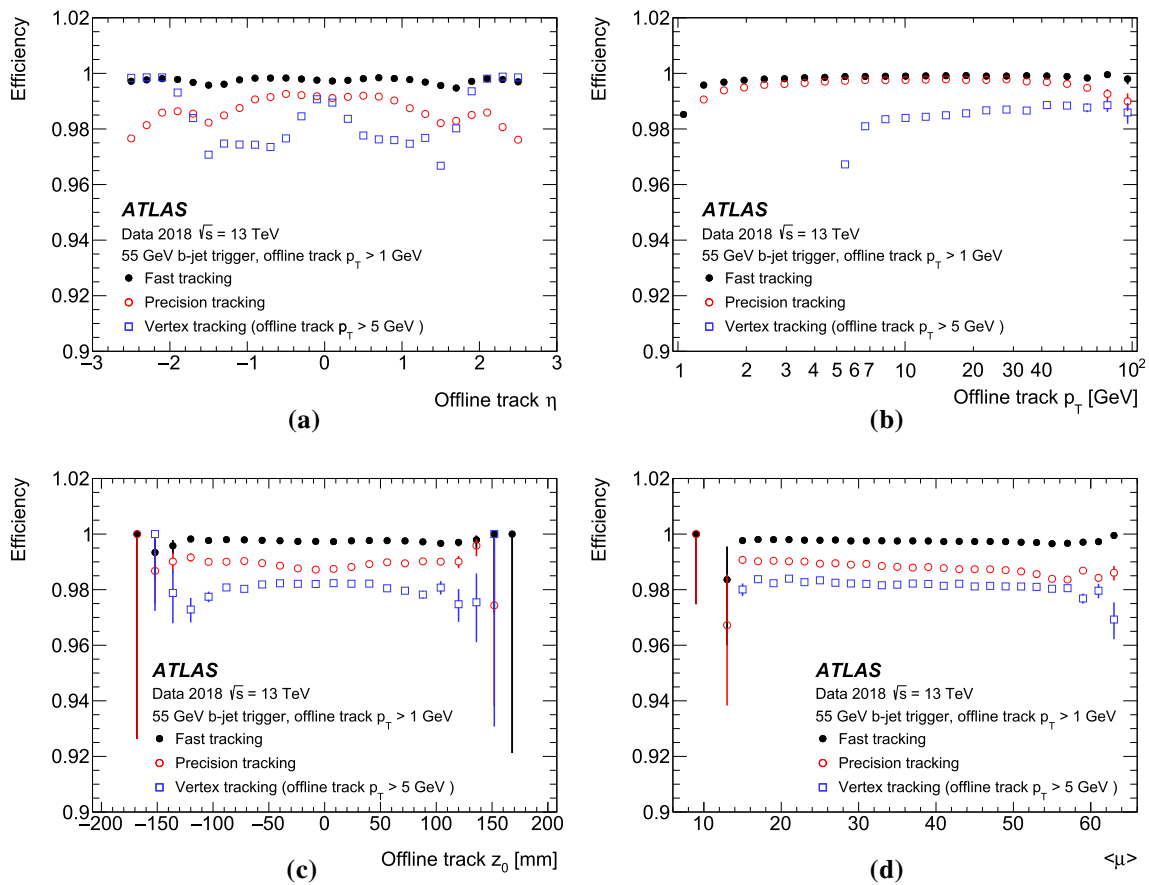 Efficiency
1.02
1
0.98
0.96
0.94
0.92
0.9
ATLAS
Data 2018 √s = 13 TeV
55 GeV b-jet trigger, offline track p_T > 1 GeV
Fast tracking
Precision tracking
Vertex tracking (offline track p_T > 5 GeV )
−3 −2 −1 0 1 2 3
Offline track η
(a)
Efficiency
1.02
1
0.98
0.96
0.94
0.92
0.9
ATLAS
Data 2018 √s = 13 TeV
55 GeV b-jet trigger, offline track p_T > 1 GeV
Fast tracking
Precision tracking
Vertex tracking (offline track p_T > 5 GeV )
1 2 3 4 5 6 7 10 20 30 40 10²
Offline track p_T [GeV]
(b)
Efficiency
1.02
1
0.98
0.96
0.94
0.92
0.9
ATLAS
Data 2018 √s = 13 TeV
55 GeV b-jet trigger, offline track p_T > 1 GeV
Fast tracking
Precision tracking
Vertex tracking (offline track p_T > 5 GeV )
−200 −150 −100 −50 0 50 100 150 200
Offline track z_0 [mm]
(c)
Efficiency
1.02
1
0.98
0.96
0.94
0.92
0.9
ATLAS
Data 2018 √s = 13 TeV
55 GeV b-jet trigger, offline track p_T > 1 GeV
Fast tracking
Precision tracking
Vertex tracking (offline track p_T > 5 GeV )
10 20 30 40 50 60
<μ>
(d)